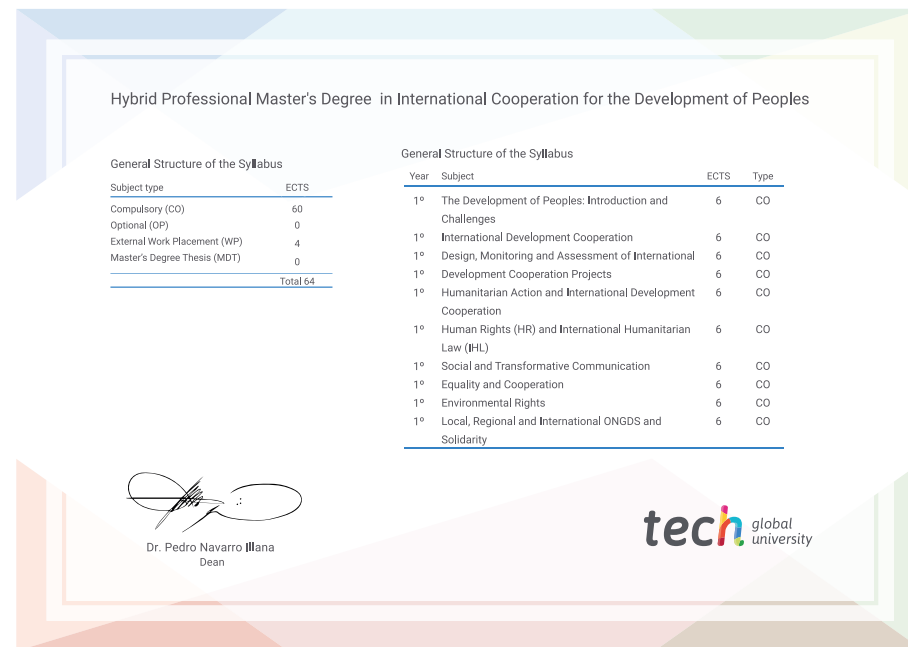 Hybrid Professional Master's Degree in International Cooperation for the Development of Peoples
General Structure of the Syllabus
Subject type ECTS
Compulsory (CO) 60
Optional (OP) 0
External Work Placement (WP) 4
Master's Degree Thesis (MDT) 0
Total 64
General Structure of the Syllabus
Year Subject ECTS Type
1º The Development of Peoples: Introduction and 6 CO
Challenges
1º International Development Cooperation 6 CO
1º Design, Monitoring and Assessment of International 6 CO
1º Development Cooperation Projects 6 CO
1º Humanitarian Action and International Development 6 CO
Cooperation
1º Human Rights (HR) and International Humanitarian 6 CO
Law (IHL)
1º Social and Transformative Communication 6 CO
1º Equality and Cooperation 6 CO
1º Environmental Rights 6 CO
1º Local, Regional and International ONGDS and 6 CO
Solidarity
Dr. Pedro Navarro Illana
Dean
tech global
university